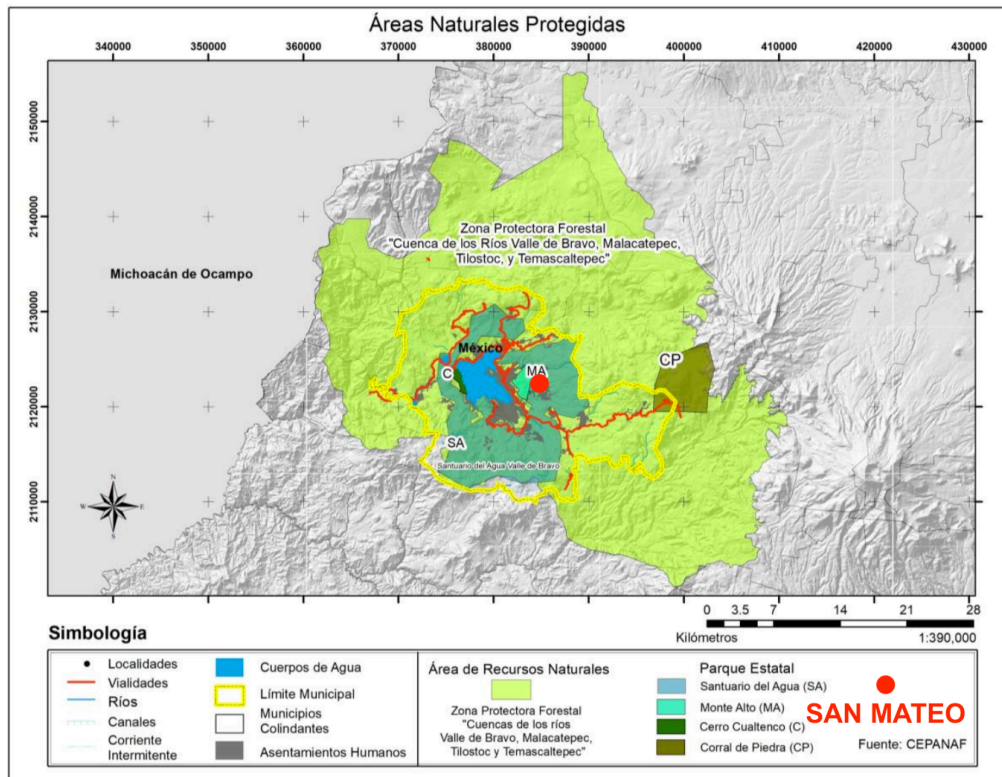 Áreas Naturales Protegidas
340000 350000 360000 370000 380000 390000 400000 410000 420000 430000
2150000
2140000
2130000
2120000
2110000
Zona Protectora Forestal
"Cuenca de los Ríos Valle de Bravo, Malacatepec,
Tilostoc, y Temascaltepec"
Michoacán de Ocampo
México
CP
C
MA
SA
Santuario del Agua Valle de Bravo
N
W E
S
0 3.5 7 14 21 28
Kilómetros 1:390,000
Simbología
Localidades
Vialidades
Ríos
Canales
Corriente
Intermitente
Cuerpos de Agua
Límite Municipal
Municipios
Colindantes
Asentamientos Humanos
Área de Recursos Naturales
Zona Protectora Forestal
"Cuencas de los ríos
Valle de Bravo, Malacatepec,
Tilostoc y Temascaltepec"
Parque Estatal
Santuario del Agua (SA)
Monte Alto (MA)
Cerro Cualtenco (C)
Corral de Piedra (CP)
SAN MATEO
Fuente: CEPANAF